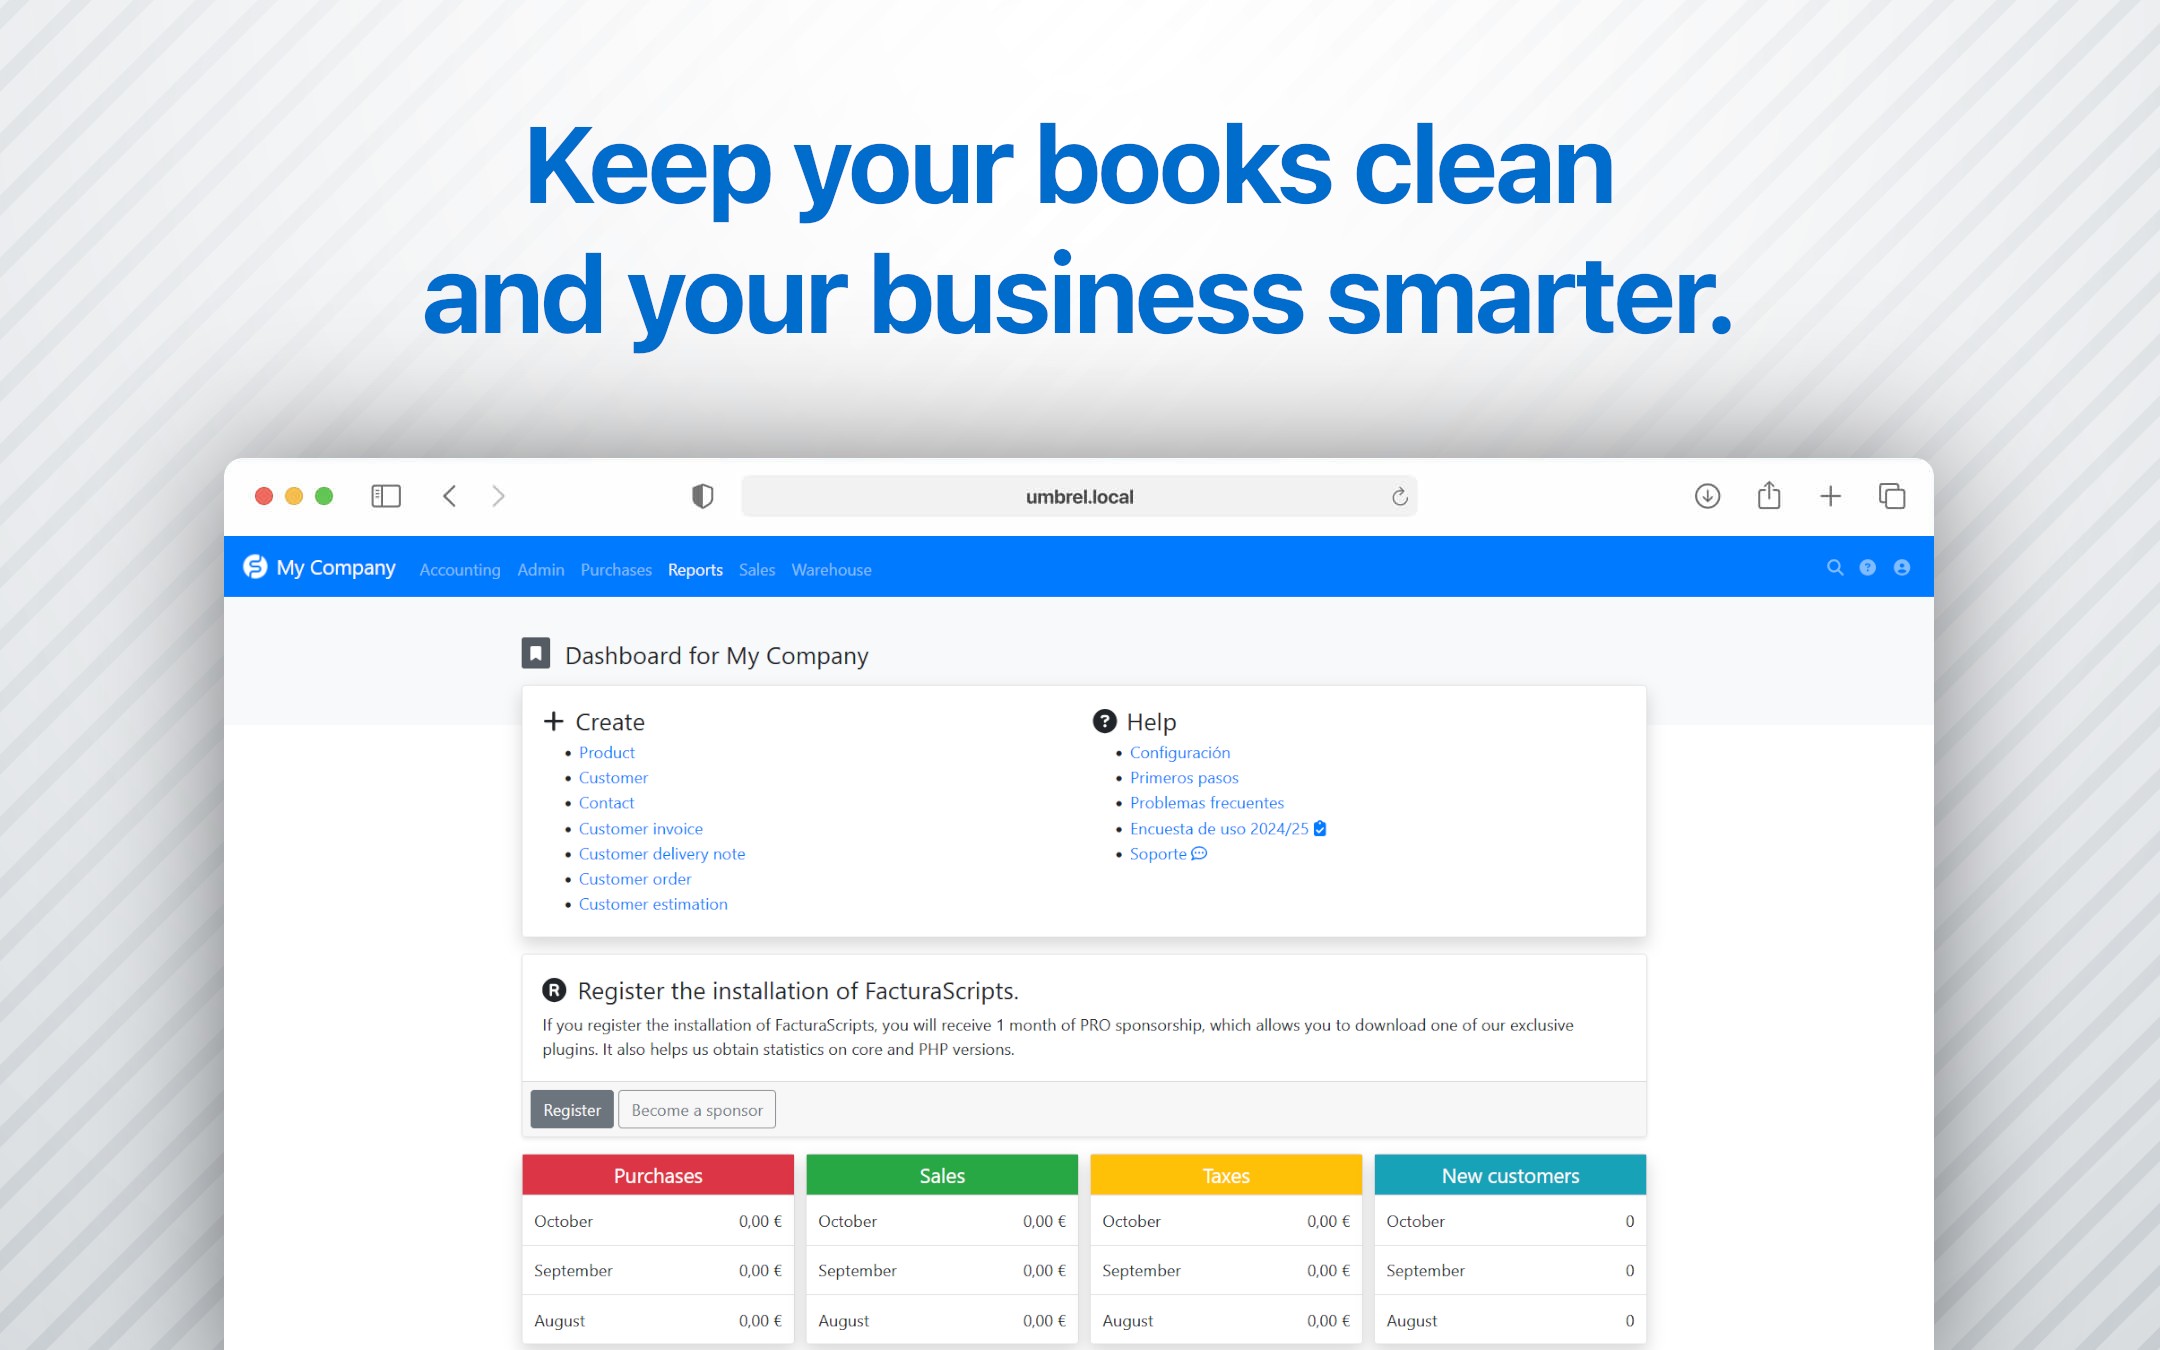 Keep your books clean
and your business smarter.
umbrel.local
My Company Accounting Admin Purchases Reports Sales Warehouse
Dashboard for My Company
Create
Product
Customer
Contact
Customer invoice
Customer delivery note
Customer order
Customer estimation
Help
Configuración
Primeros pasos
Problemas frecuentes
Encuesta de uso 2024/25
Soporte
Register the installation of FacturaScripts.
If you register the installation of FacturaScripts, you will receive 1 month of PRO sponsorship, which allows you to download one of our exclusive
plugins. It also helps us obtain statistics on core and PHP versions.
Register Become a sponsor
Purchases
October 0,00 €
September 0,00 €
August 0,00 €
Sales
October 0,00 €
September 0,00 €
August 0,00 €
Taxes
October 0,00 €
September 0,00 €
August 0,00 €
New customers
October 0
September 0
August 0